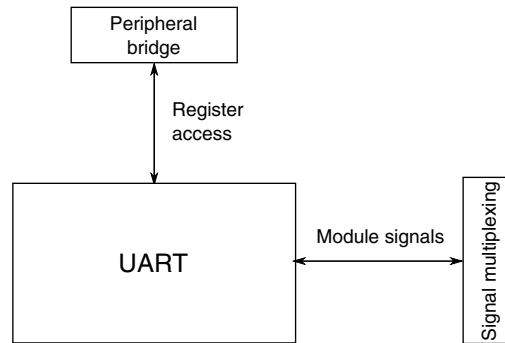 Peripheral
bridge
Register
access
UART
Module signals
Signal multiplexing